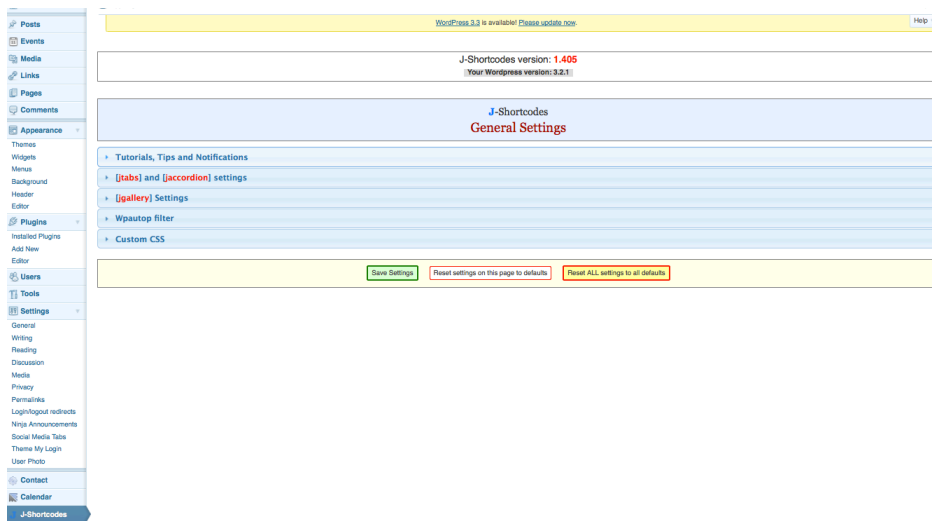 Posts
Events
Media
Links
Pages
Comments
Appearance
Themes
Widgets
Menus
Background
Header
Editor
Plugins
Installed Plugins
Add New
Editor
Users
Tools
Settings
General
Writing
Reading
Discussion
Media
Privacy
Permalinks
Login/logout redirects
Ninja Announcements
Social Media Tabs
Theme My Login
User Photo
Contact
Calendar
J-Shortcodes
WordPress 3.3 is available! Please update now.
Help
J-Shortcodes version: 1.405
Your Wordpress version: 3.2.1
J-Shortcodes
General Settings
Tutorials, Tips and Notifications
[jtabs] and [jaccordion] settings
[jgallery] Settings
Wpautop filter
Custom CSS
Save Settings Reset settings on this page to defaults Reset ALL settings to all defaults